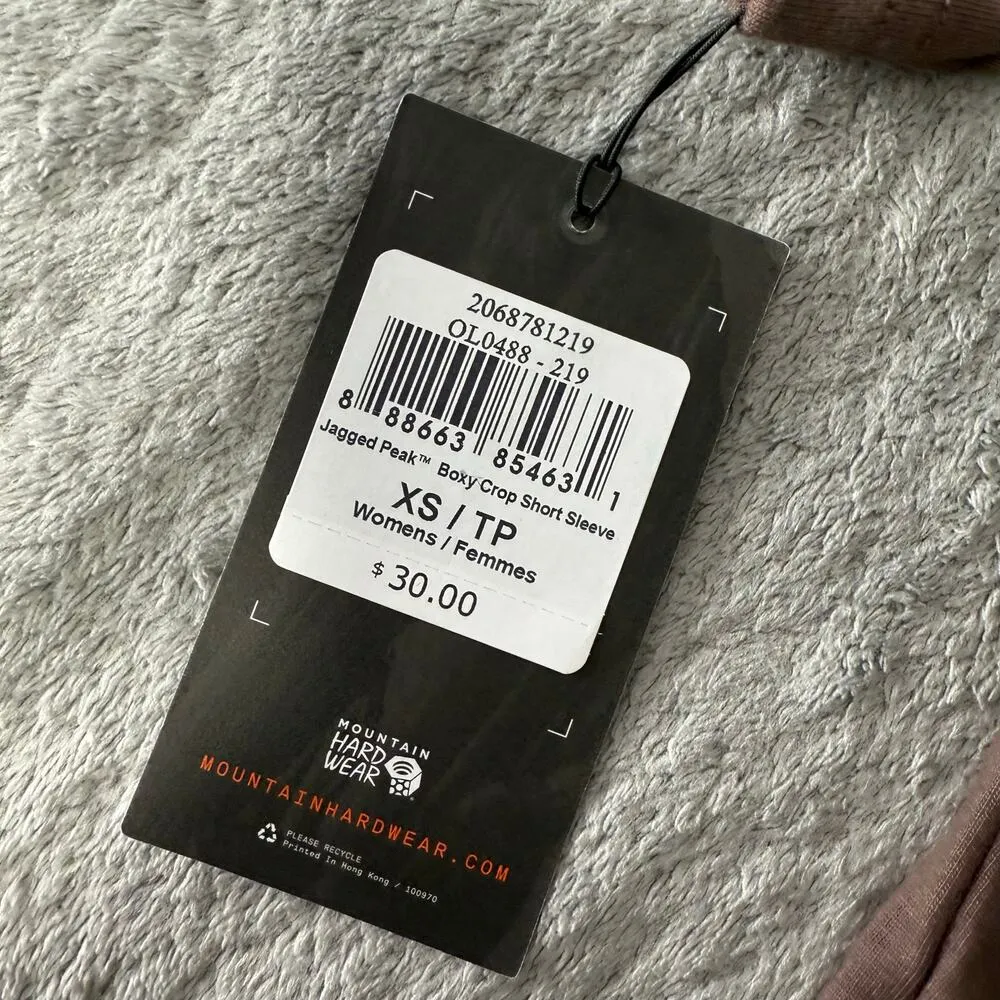 2068781219
OL0488 - 219
8 88663 85463 1
Jagged Peak™ Boxy Crop Short Sleeve
XS / TP
Womens / Femmes
$ 30.00
MOUNTAIN
HARD
WEAR
MOUNTAINHARDWEAR.COM
PLEASE RECYCLE
Printed In Hong Kong / 100970